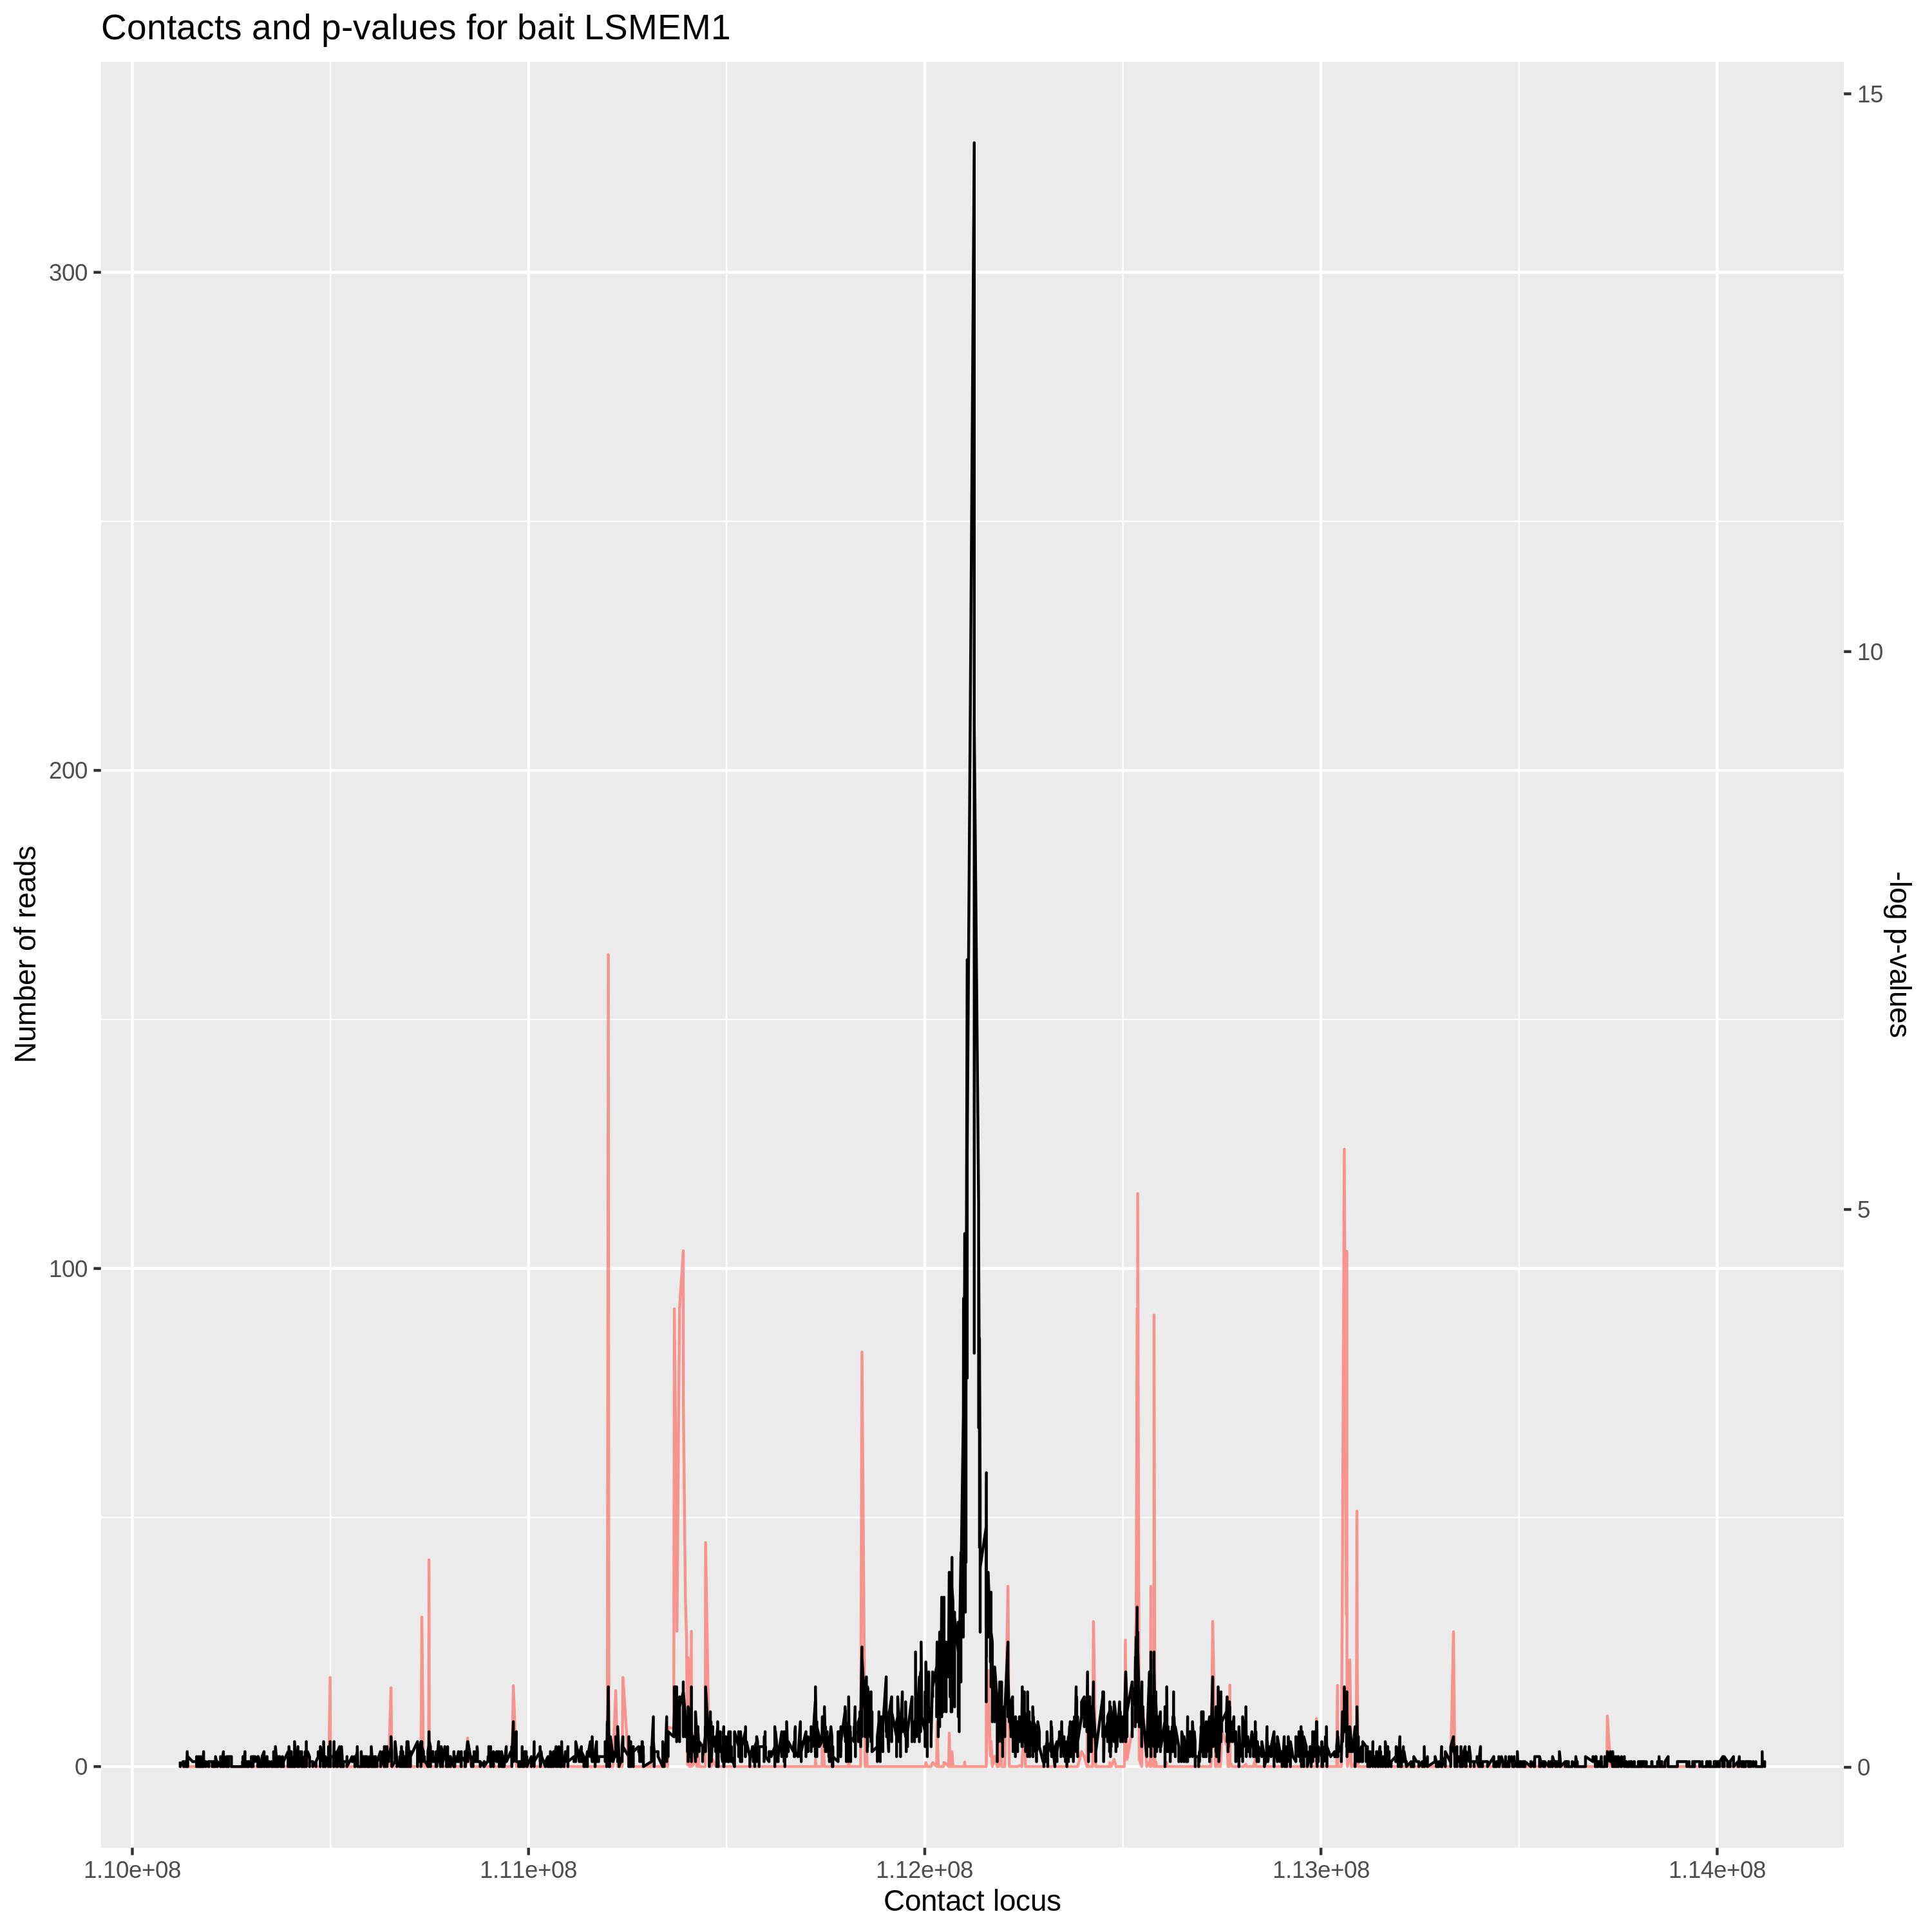 Contacts and p-values for bait LSMEM1
15
300
10
200
Number of reads
-log p-values
5
100
0
0
1.10e+08
1.11e+08
1.12e+08
1.13e+08
1.14e+08
Contact locus